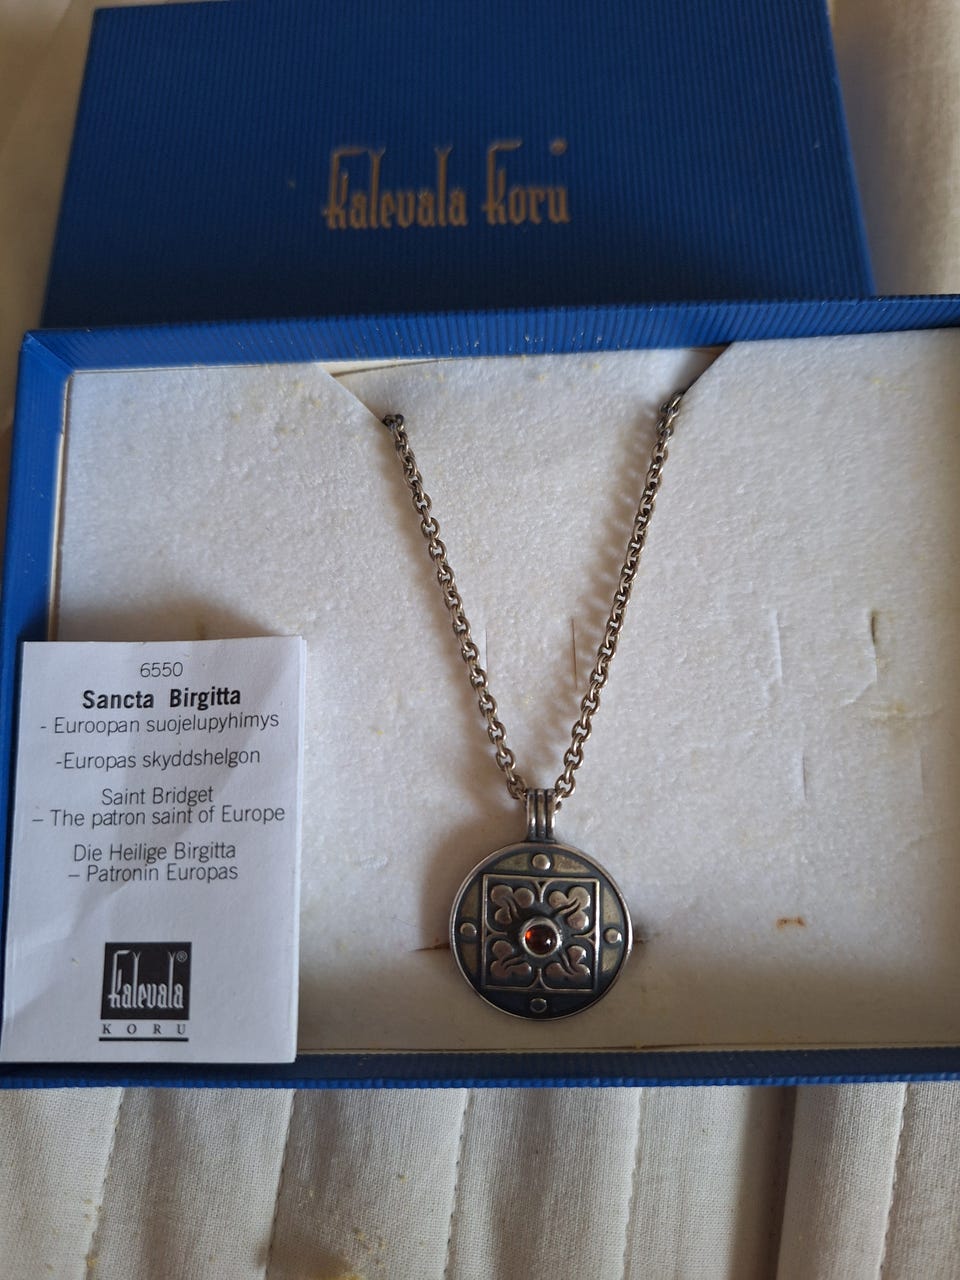 Kalevala Koru
6550
Sancta Birgitta
- Euroopan suojelupyhimys
-Europas skyddshelgon
Saint Bridget
– The patron saint of Europe
Die Heilige Birgitta
– Patronin Europas
Kalevala®
KORU